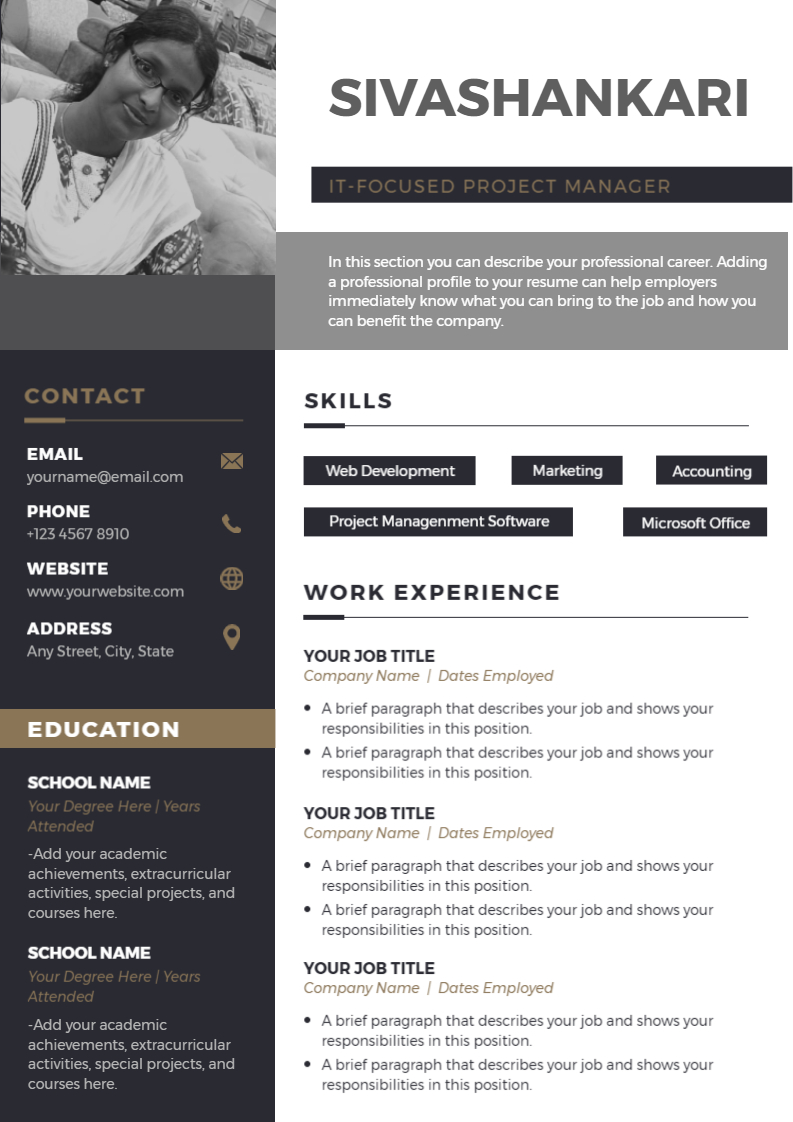 SIVASHANKARI
IT-FOCUSED PROJECT MANAGER
In this section you can describe your professional career. Adding
a professional profile to your resume can help employers
immediately know what you can bring to the job and how you
can benefit the company.
CONTACT
EMAIL
yourname@email.com
PHONE
+123 4567 8910
WEBSITE
www.yourwebsite.com
ADDRESS
Any Street, City, State
EDUCATION
SCHOOL NAME
Your Degree Here | Years
Attended
-Add your academic
achievements, extracurricular
activities, special projects, and
courses here.
SCHOOL NAME
Your Degree Here | Years
Attended
-Add your academic
achievements, extracurricular
activities, special projects, and
courses here.
SKILLS
Web Development
Marketing
Accounting
Project Managenment Software
Microsoft Office
WORK EXPERIENCE
YOUR JOB TITLE
Company Name | Dates Employed
• A brief paragraph that describes your job and shows your
responsibilities in this position.
• A brief paragraph that describes your job and shows your
responsibilities in this position.
YOUR JOB TITLE
Company Name | Dates Employed
• A brief paragraph that describes your job and shows your
responsibilities in this position.
• A brief paragraph that describes your job and shows your
responsibilities in this position.
YOUR JOB TITLE
Company Name | Dates Employed
• A brief paragraph that describes your job and shows your
responsibilities in this position.
• A brief paragraph that describes your job and shows your
responsibilities in this position.